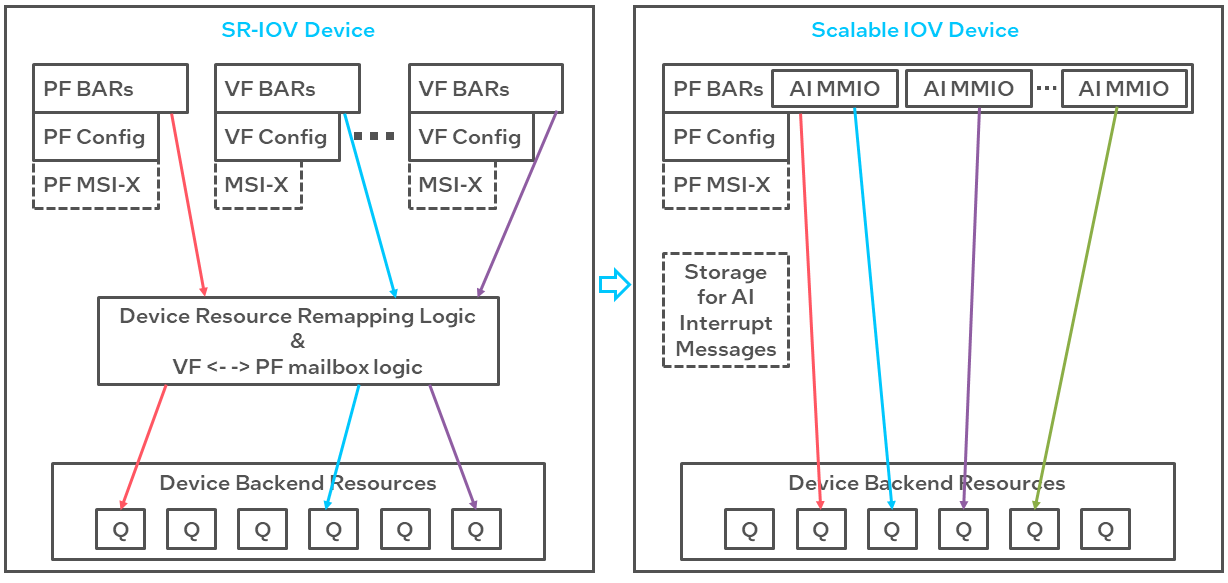 SR-IOV Device
PF BARs
PF Config
PF MSI-X
VF BARs
VF Config
MSI-X
VF BARs
VF Config
MSI-X
Device Resource Remapping Logic
&
VF <- -> PF mailbox logic
Device Backend Resources
Q Q Q Q Q Q
Scalable IOV Device
PF BARs AI MMIO AI MMIO ... AI MMIO
PF Config
PF MSI-X
Storage
for AI
Interrupt
Messages
Device Backend Resources
Q Q Q Q Q Q